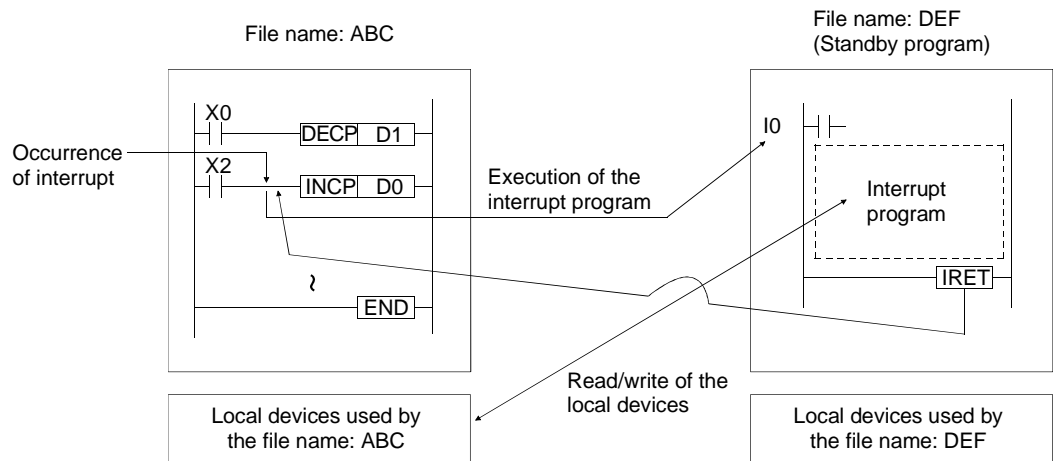 File name: ABC
File name: DEF
(Standby program)
X0
DECP D1
X2
INCP D0
END
Occurrence
of interrupt
Execution of the
interrupt program
I0
Interrupt
program
IRET
Read/write of the
local devices
Local devices used by
the file name: ABC
Local devices used by
the file name: DEF